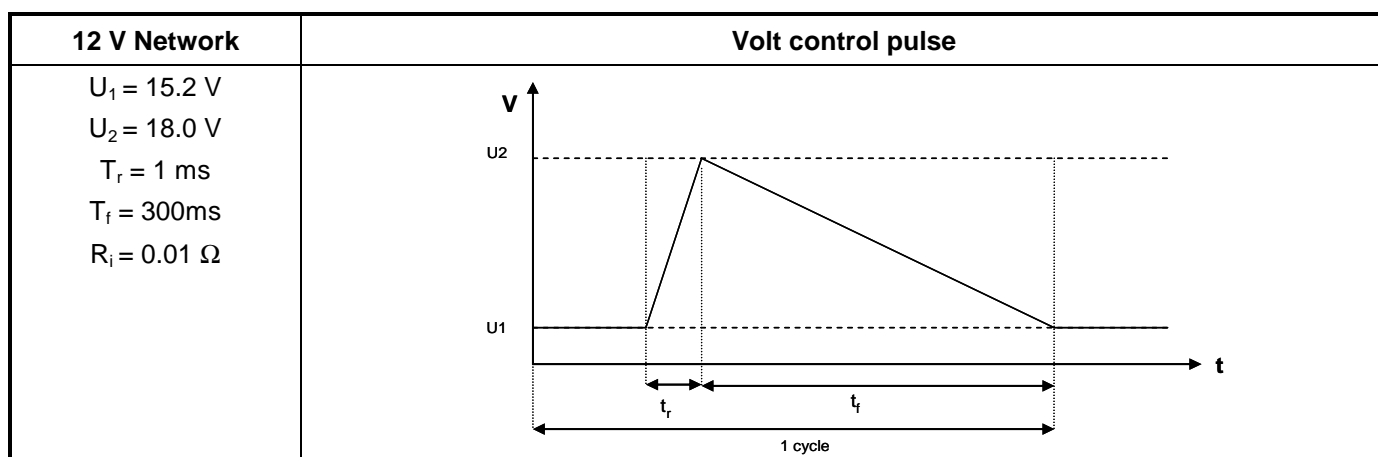 12 V Network
Volt control pulse
U1 = 15.2 V
U2 = 18.0 V
Tr = 1 ms
Tf = 300ms
Ri = 0.01 Ω
V
U2
U1
t
tr
tf
1 cycle